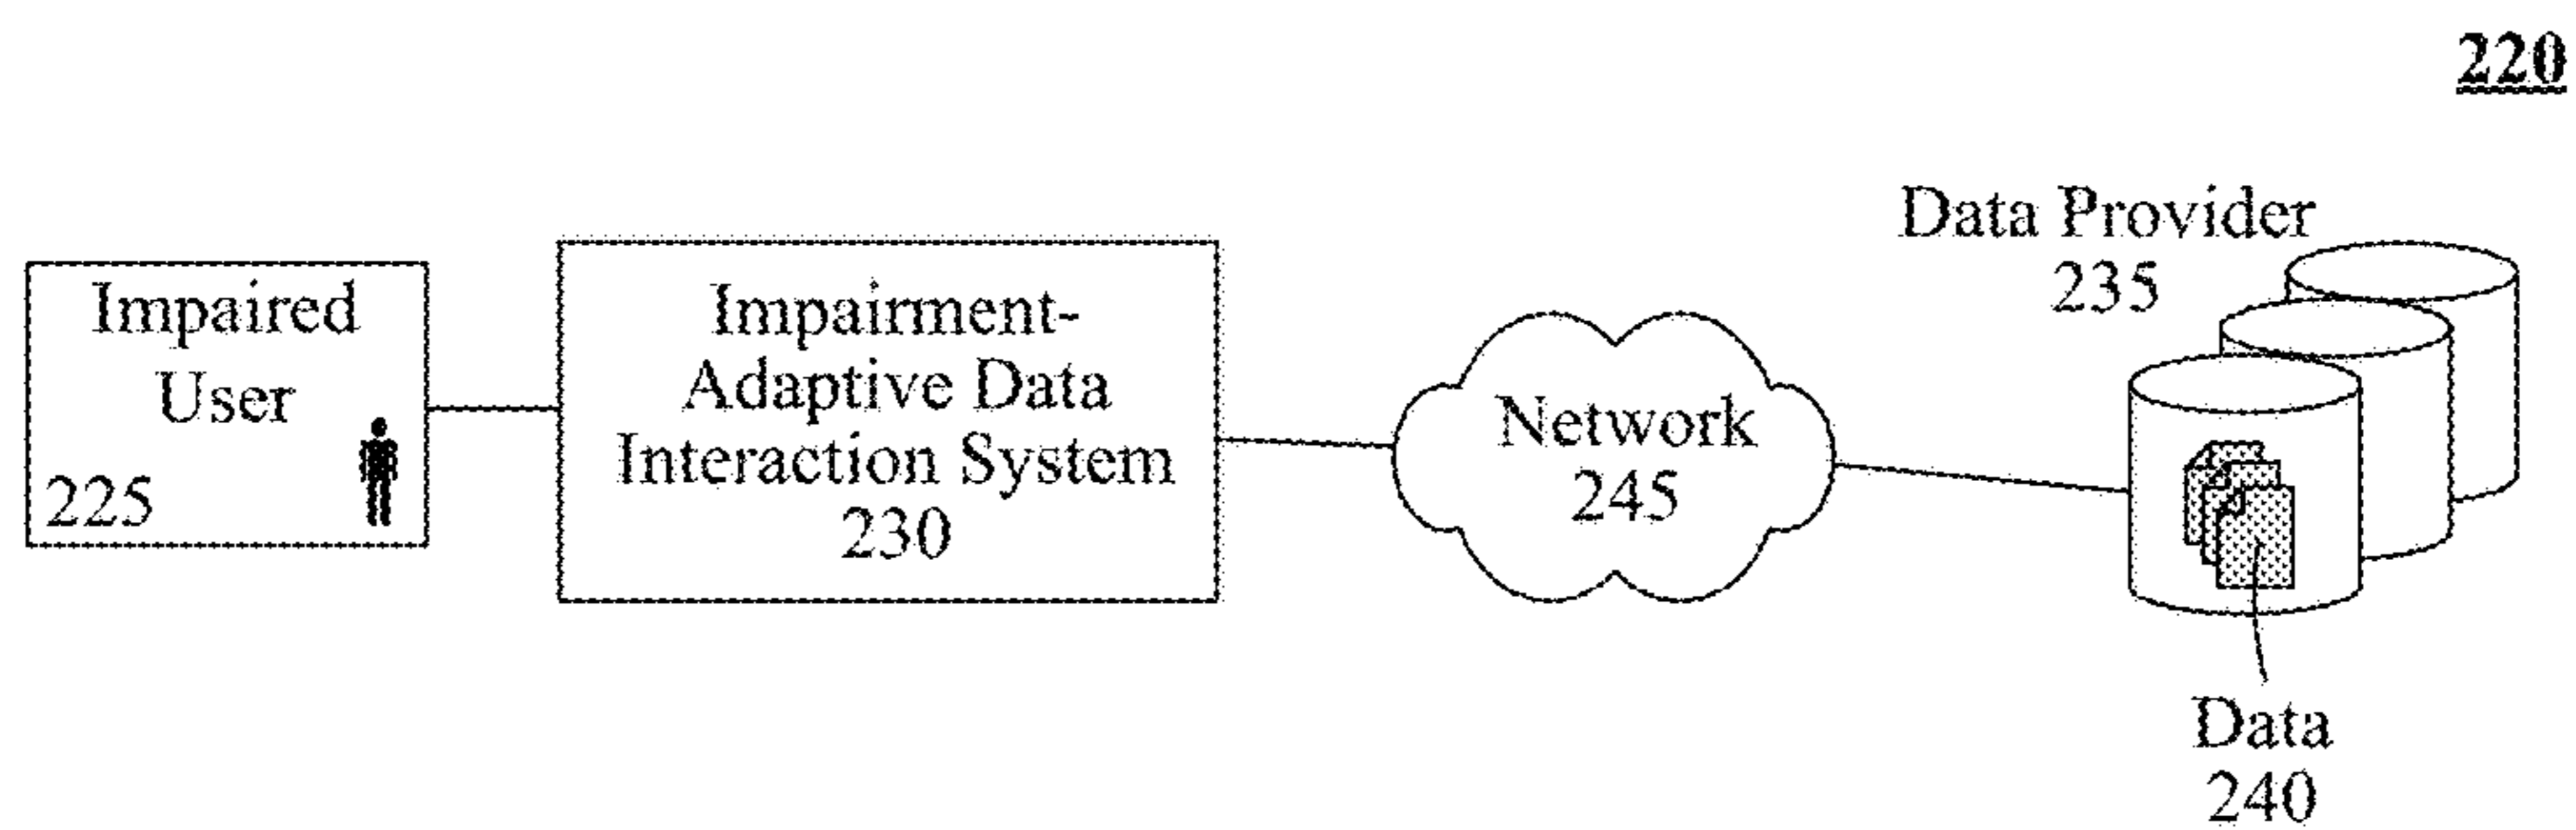 220
Impaired
User
225
Impairment-
Adaptive Data
Interaction System
230
Network
245
Data Provider
235
Data
240